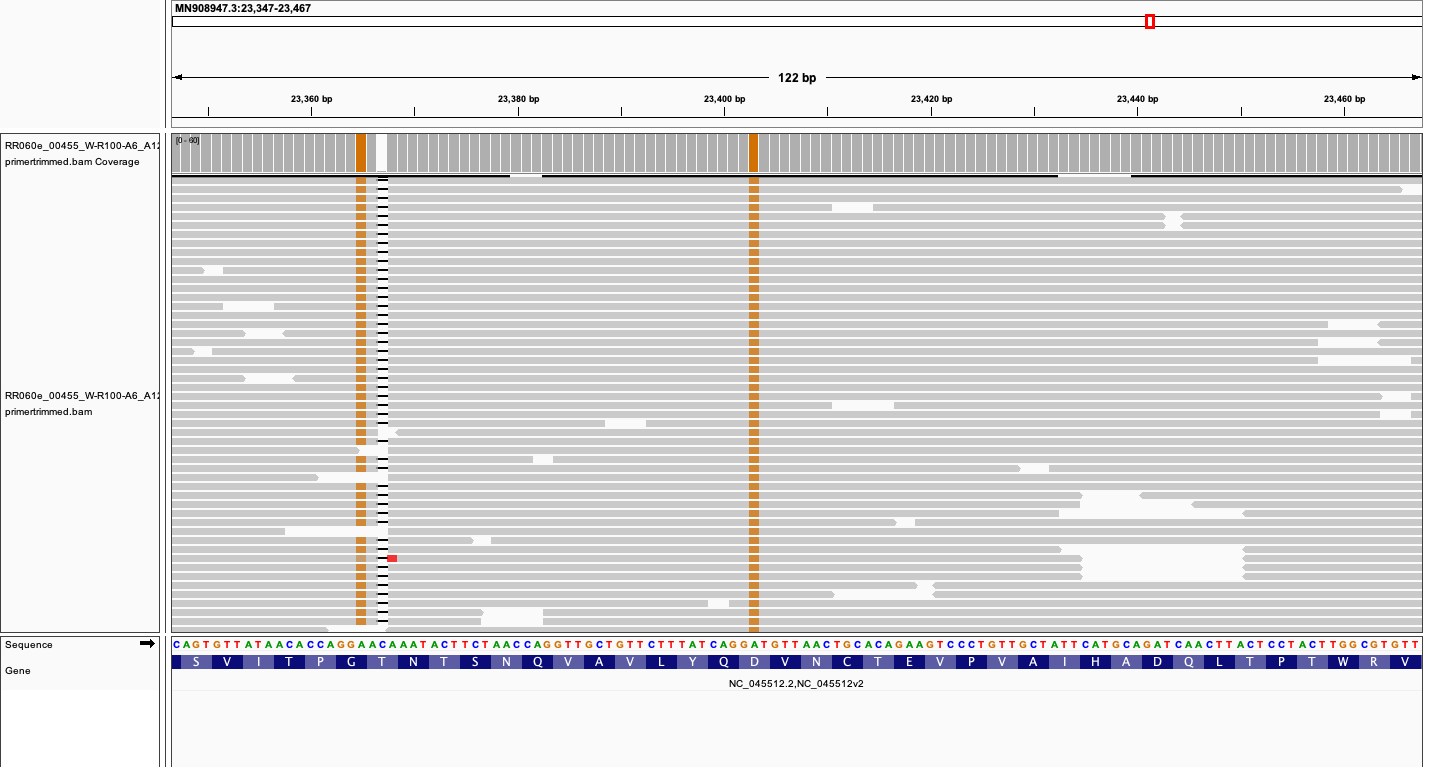 MN908947.3:23,347-23,467
122 bp
23,360 bp 23,380 bp 23,400 bp 23,420 bp 23,440 bp 23,460 bp
RR060e_00455_W-R100-A6_A12
primertrimmed.bam Coverage
[0 - 60]
RR060e_00455_W-R100-A6_A12
primertrimmed.bam
Sequence
CAGTGTTATAACACCAGGAACAAATACTTCTAACCAGGTTGCTGTTCTTTATCAGGATGTTAACTGCACAGAAGTCCCTGTTGCTATTCATGCAGATCAACTTACTCCTACTTGGCGTGTT
Gene
S V I T P G T N T S N Q V A V L Y Q D V N C T E V P V A I H A D Q L T P T W R V
NC_045512.2,NC_045512v2